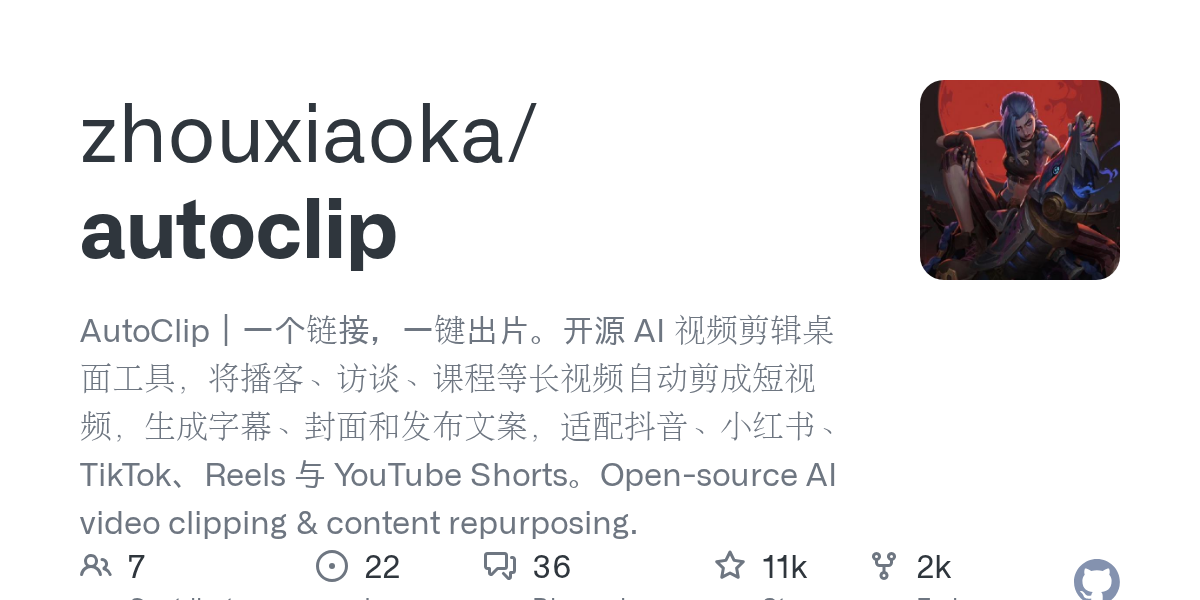 zhouxiaoka/
autoclip
AutoClip｜一个链接，一键出片。开源 AI 视频剪辑桌
面工具，将播客、访谈、课程等长视频自动剪成短视
频，生成字幕、封面和发布文案，适配抖音、小红书、
TikTok、Reels 与 YouTube Shorts。Open-source AI
video clipping & content repurposing.
7 22 36 11k 2k